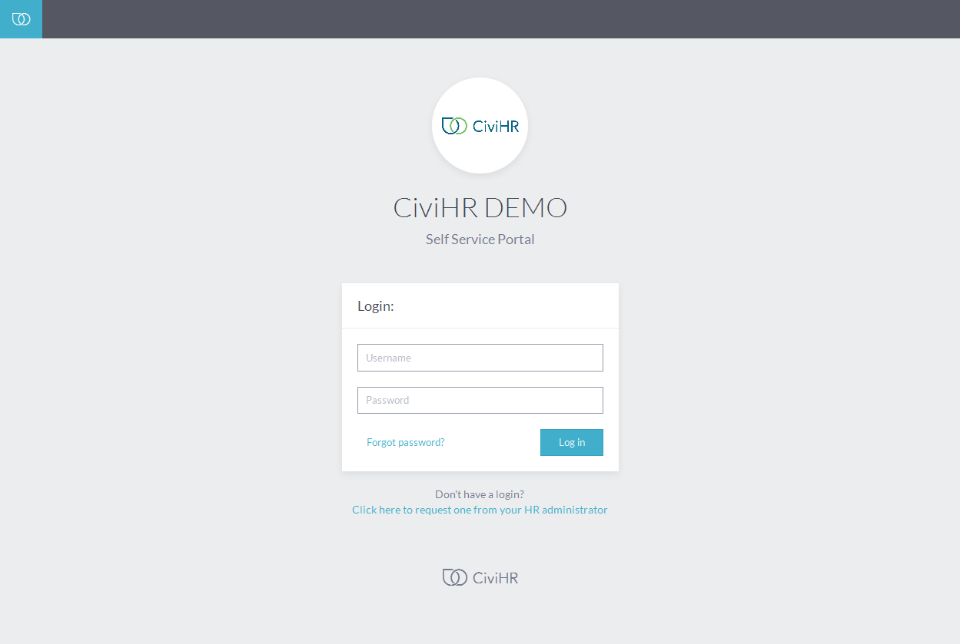 CiviHR
CiviHR DEMO
Self Service Portal
Login:
Username
Password
Forgot password?
Log in
Don't have a login?
Click here to request one from your HR administrator
CiviHR